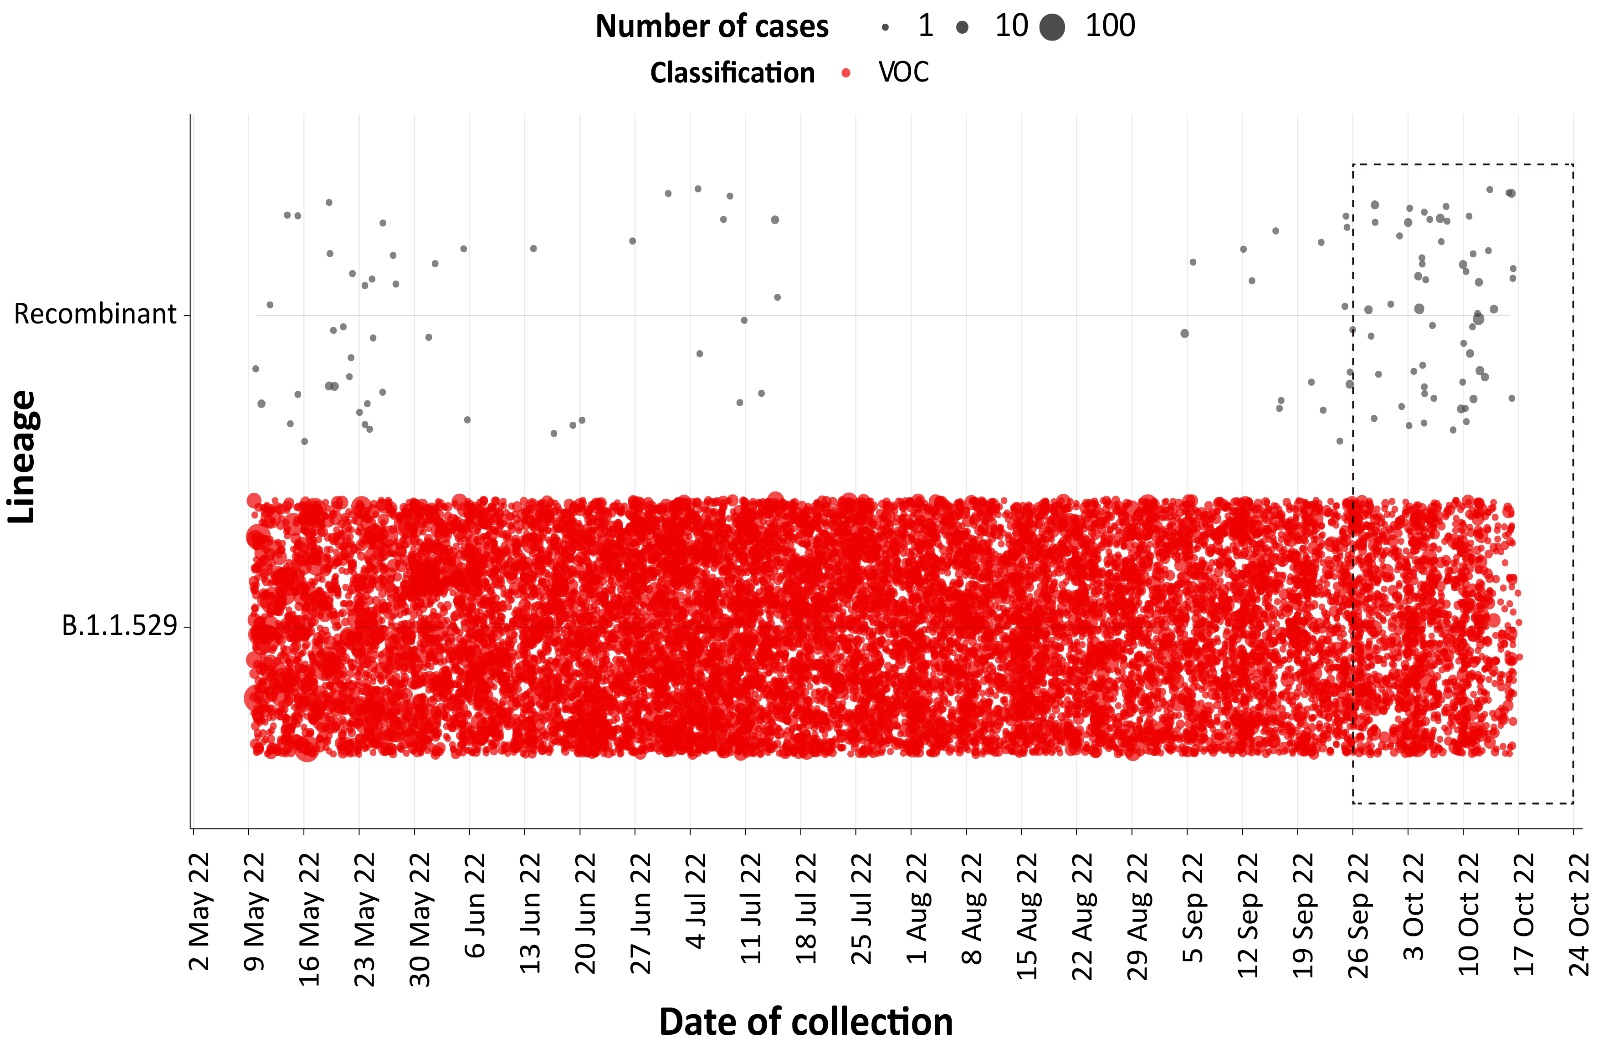 Number of cases 1 10 100
Classification VOC
Lineage
Recombinant
B.1.1.529
2 May 22
9 May 22
16 May 22
23 May 22
30 May 22
6 Jun 22
13 Jun 22
20 Jun 22
27 Jun 22
4 Jul 22
11 Jul 22
18 Jul 22
25 Jul 22
1 Aug 22
8 Aug 22
15 Aug 22
22 Aug 22
29 Aug 22
5 Sep 22
12 Sep 22
19 Sep 22
26 Sep 22
3 Oct 22
10 Oct 22
17 Oct 22
24 Oct 22
Date of collection